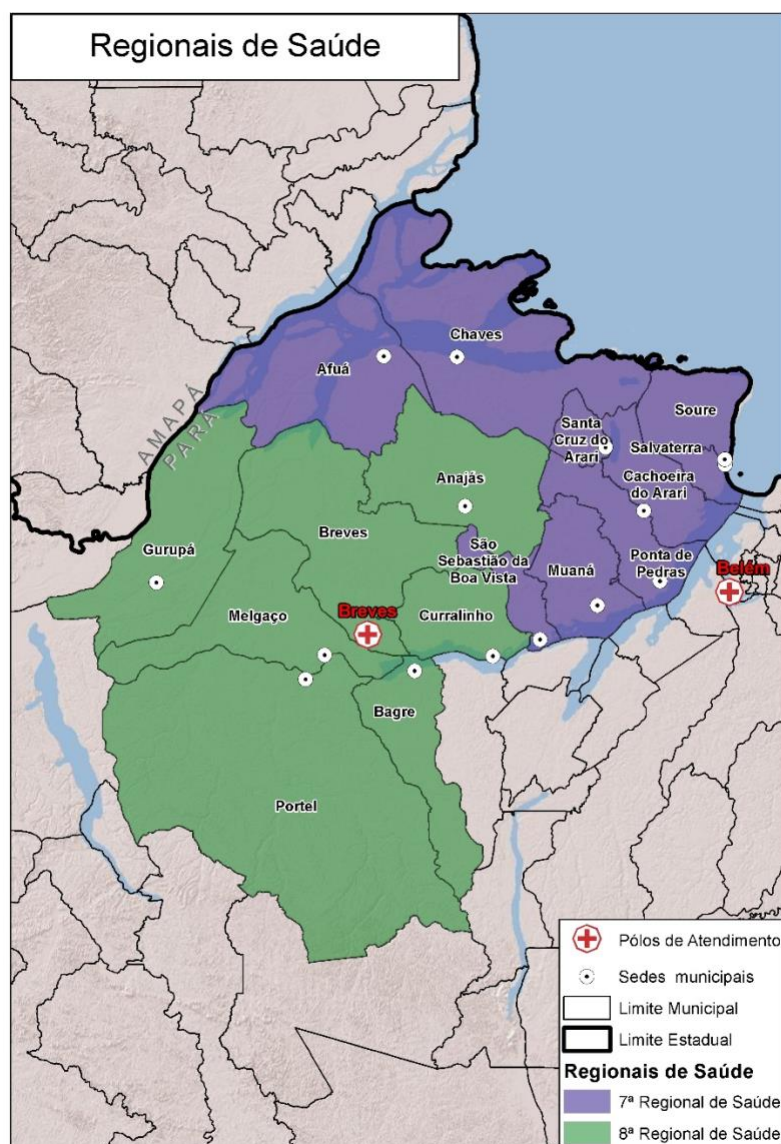 Regionais de Saúde
AMAPÁ
PARÁ
Chaves
Afuá
Soure
Santa
Cruz do
Arari
Salvaterra
Cachoeira
do Arari
Anajás
Breves
São
Sebastião da
Boa Vista
Muaná
Ponta de
Pedras
Belém
Gurupá
Melgaço
Breves
Curralinho
Bagre
Portel
Pólos de Atendimento
Sedes municipais
Limite Municipal
Limite Estadual
Regionais de Saúde
7ª Regional de Saúde
8ª Regional de Saúde